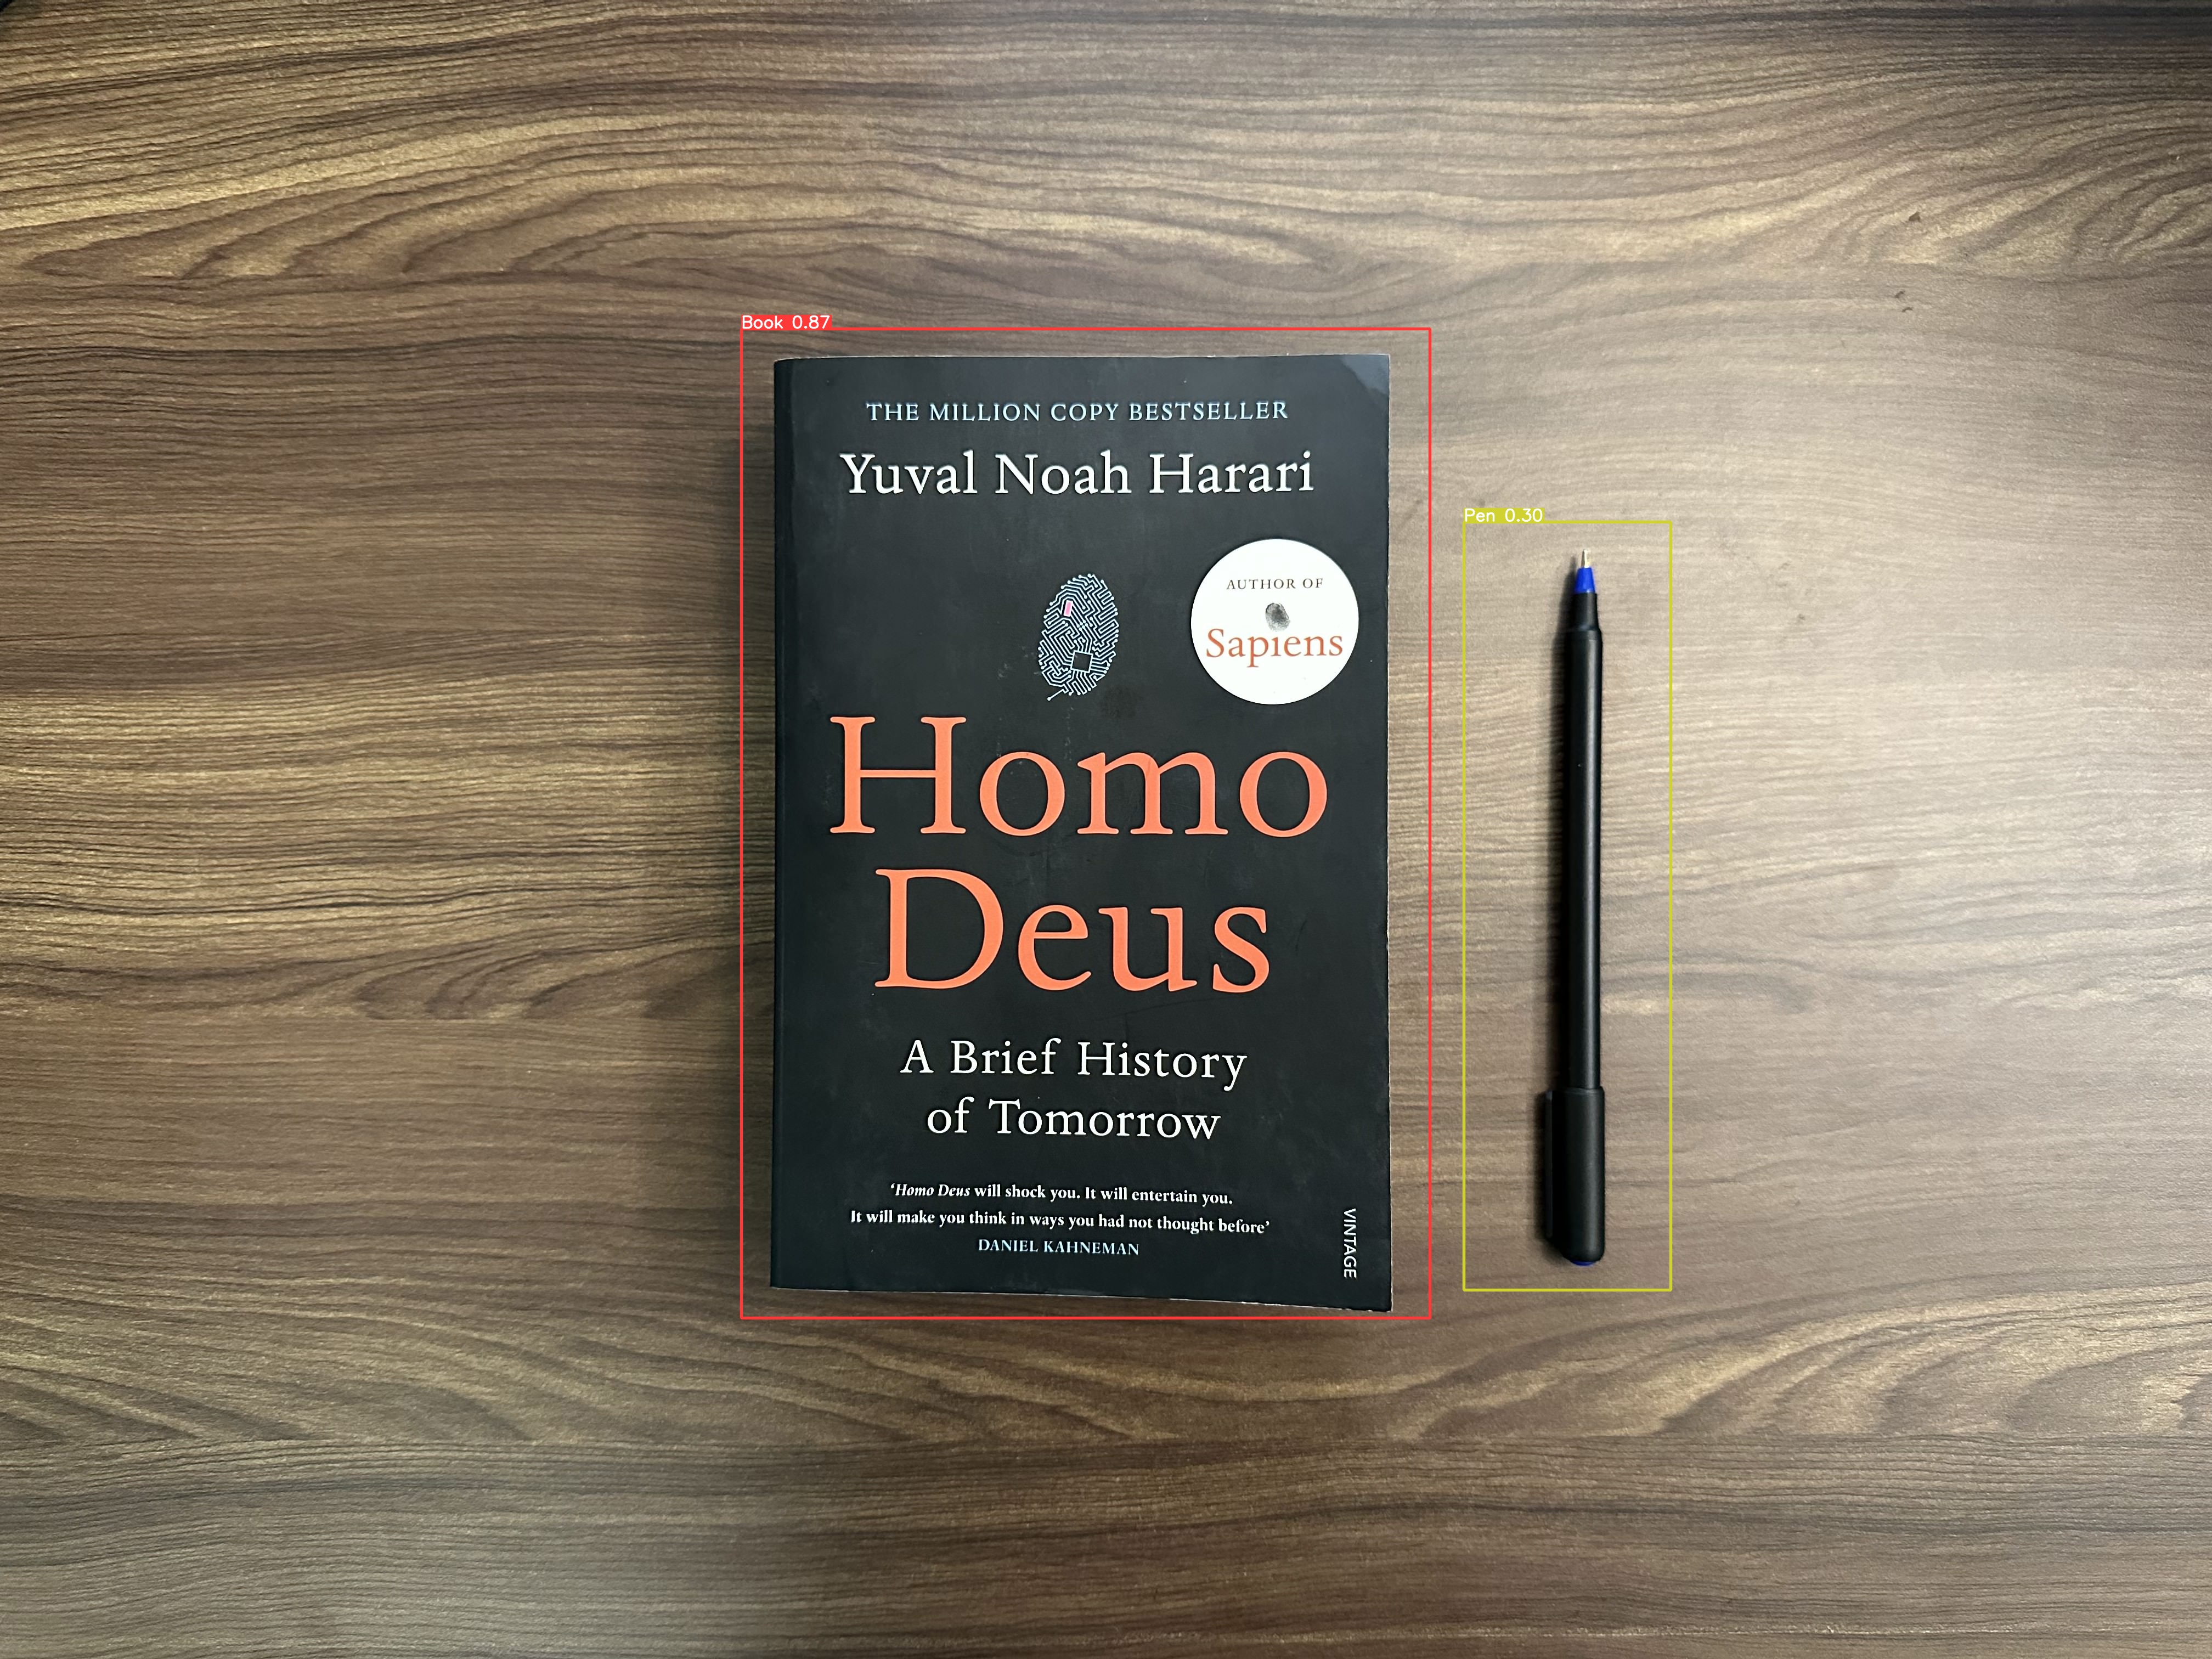 Book 0.87
THE MILLION COPY BESTSELLER
Yuval Noah Harari
Pen 0.30
AUTHOR OF
Sapiens
Homo
Deus
A Brief History
of Tomorrow
‘Homo Deus will shock you. It will entertain you.
It will make you think in ways you had not thought before’
DANIEL KAHNEMAN
VINTAGE